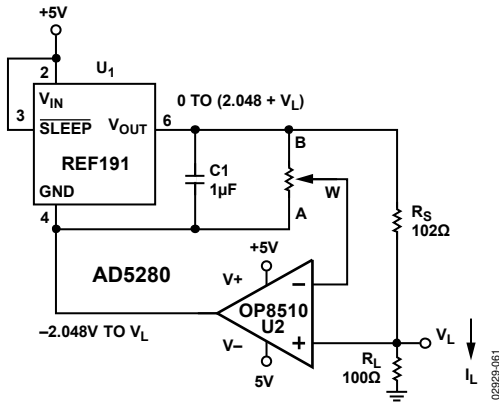 +5V
U1
2
VIN
3
SLEEP
VOUT
6
0 TO (2.048 + VL)
REF191
GND
4
C1
1µF
B
W
A
RS
102Ω
AD5280
+5V
V+
−
OP8510
U2
+
V−
5V
−2.048V TO VL
VL
RL
100Ω
IL
02929-061